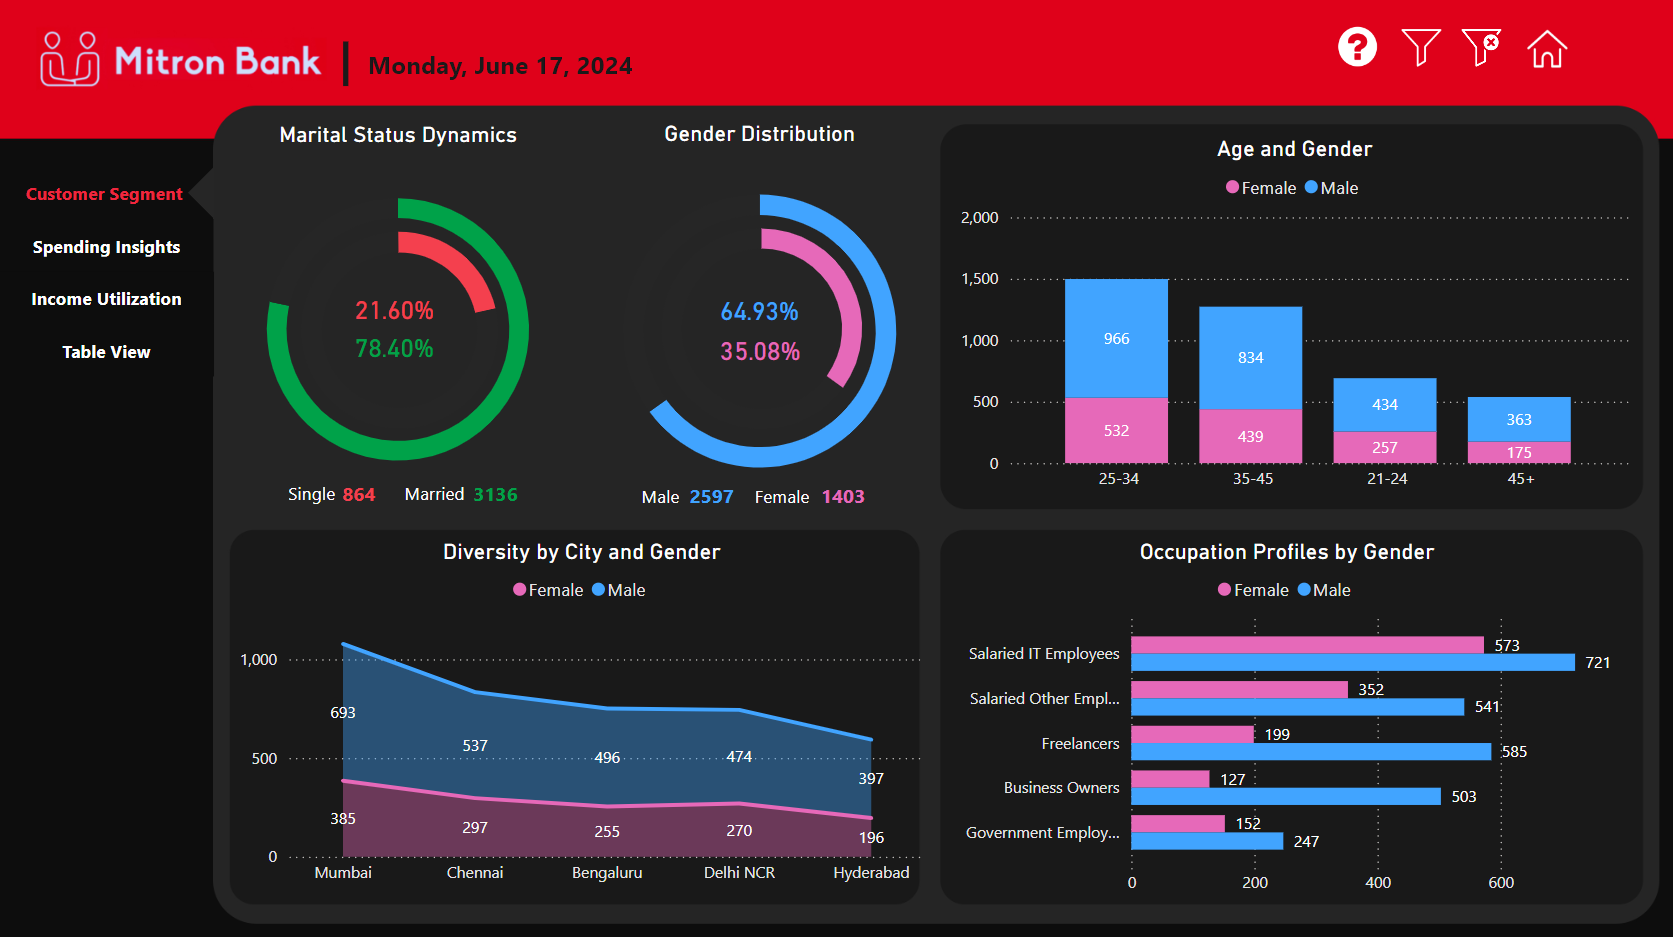 Mitron Bank
Monday, June 17, 2024
?
Customer Segment
Spending Insights
Income Utilization
Table View
Marital Status Dynamics
21.60%
78.40%
Single 864 Married 3136
Gender Distribution
64.93%
35.08%
Male 2597 Female 1403
Age and Gender
Female Male
2,000
1,500
1,000
500
0
966
834
434
363
532
439
257
175
25-34 35-45 21-24 45+
Diversity by City and Gender
Female Male
1,000
500
0
693
537
496
474
397
385
297
255
270
196
Mumbai Chennai Bengaluru Delhi NCR Hyderabad
Occupation Profiles by Gender
Female Male
Salaried IT Employees 573 721
Salaried Other Empl... 352 541
Freelancers 199 585
Business Owners 127 503
Government Employ... 152 247
0 200 400 600